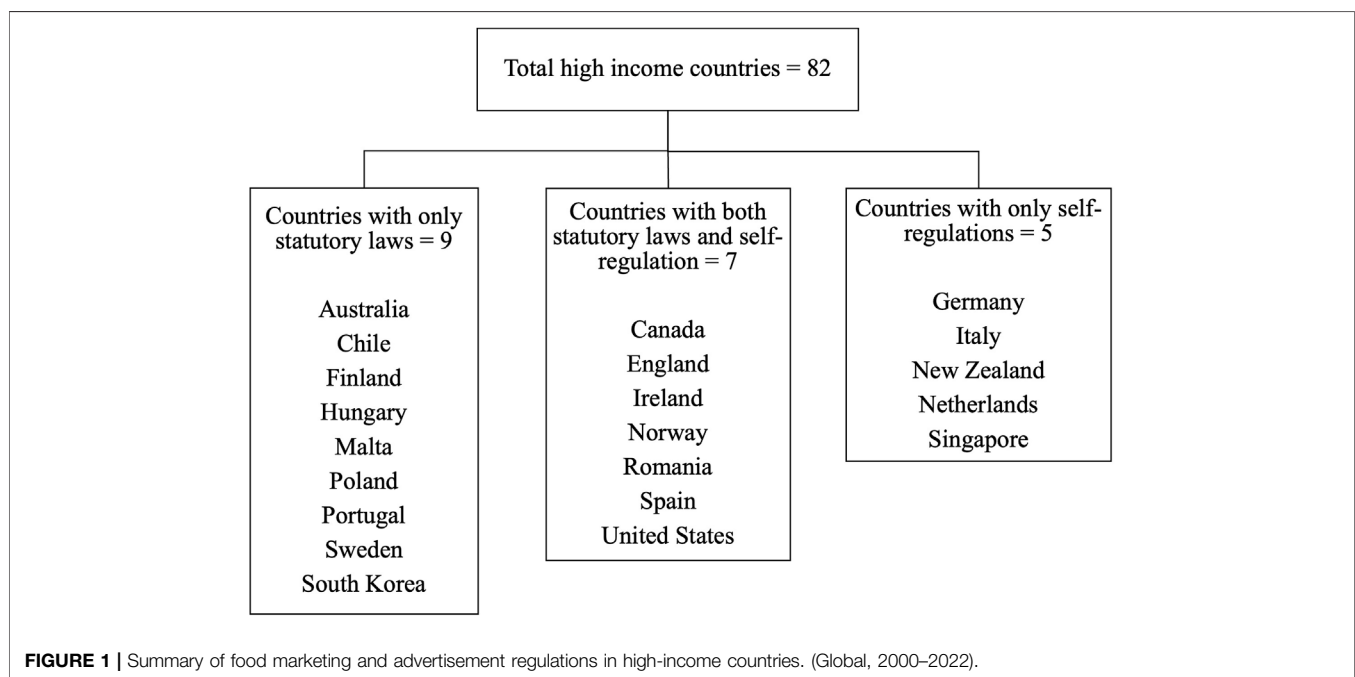 Total high income countries = 82
Countries with only
statutory laws = 9
Australia
Chile
Finland
Hungary
Malta
Poland
Portugal
Sweden
South Korea
Countries with both
statutory laws and self-
regulation = 7
Canada
England
Ireland
Norway
Romania
Spain
United States
Countries with only self-
regulations = 5
Germany
Italy
New Zealand
Netherlands
Singapore
FIGURE 1 | Summary of food marketing and advertisement regulations in high-income countries. (Global, 2000–2022).